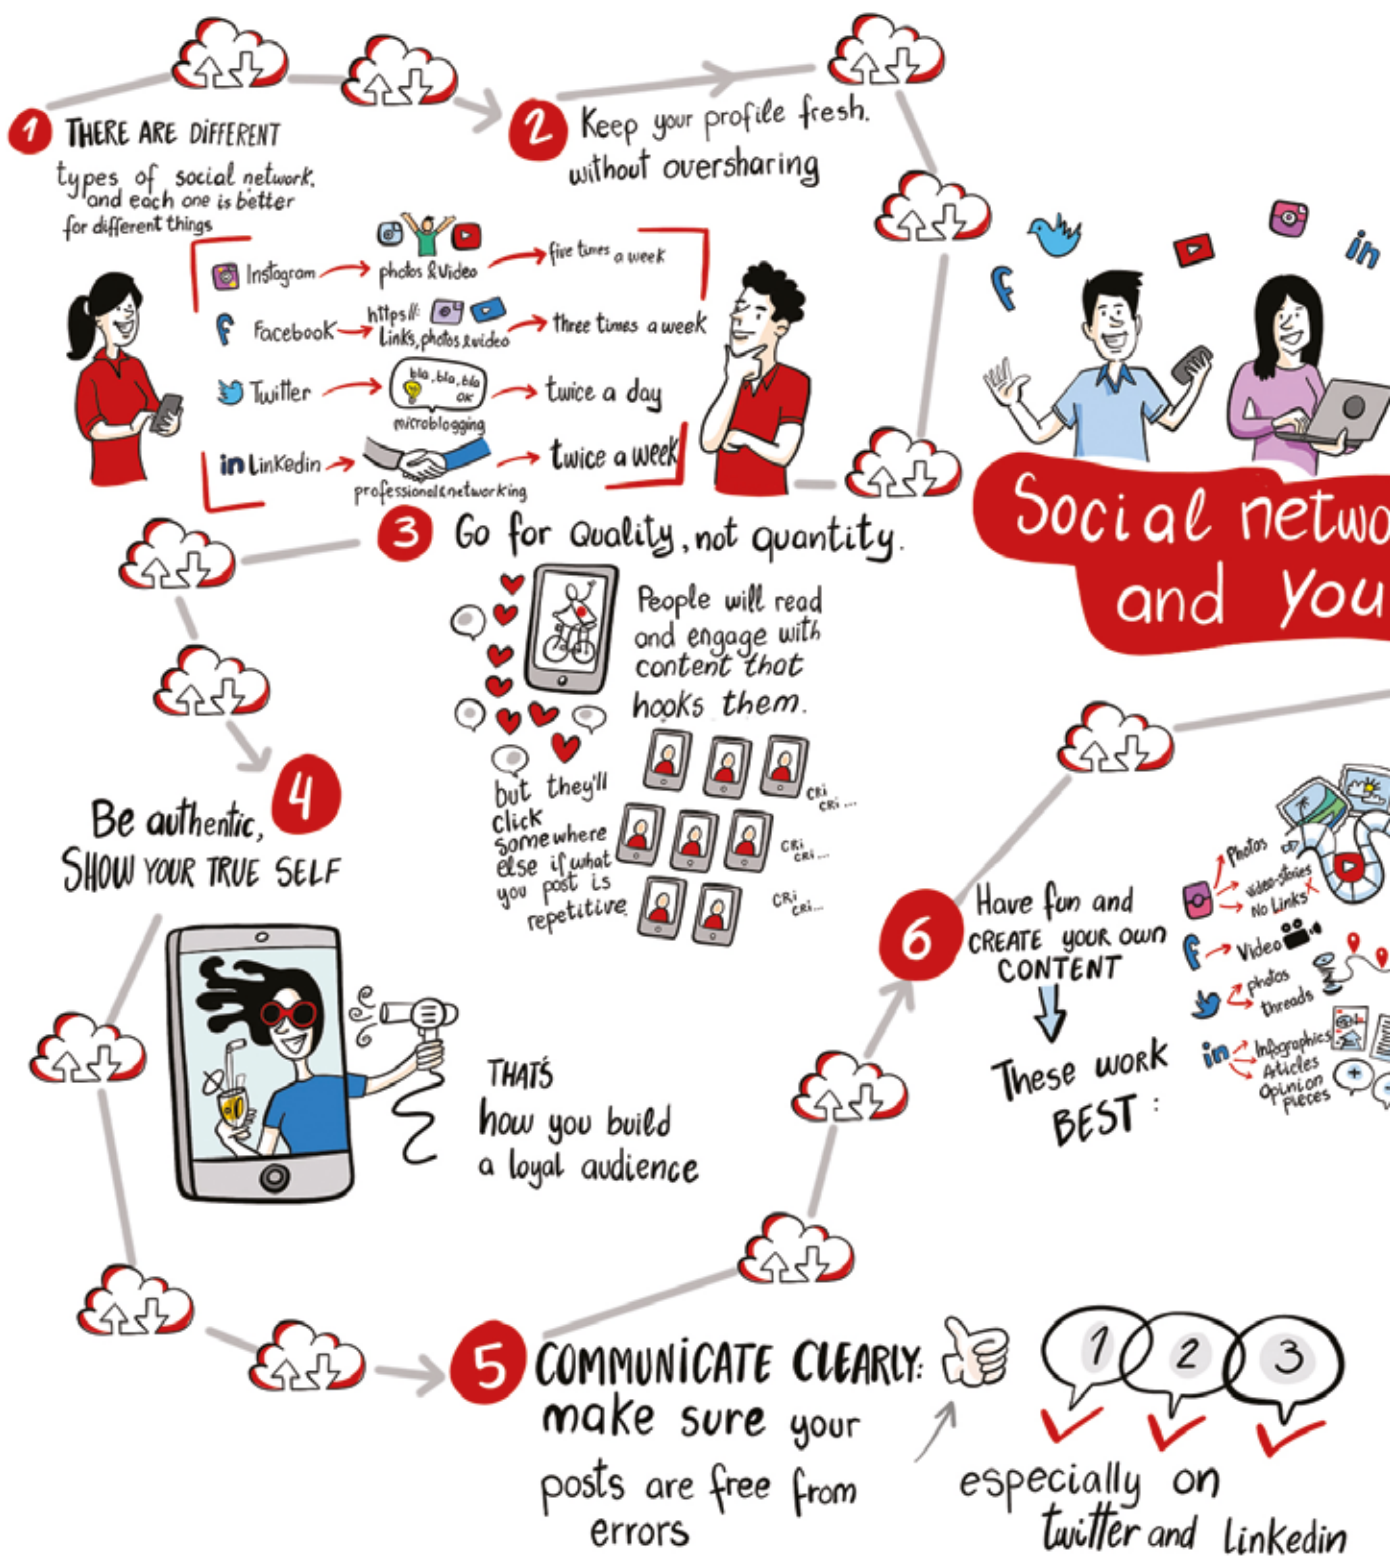 1
THERE ARE DIFFERENT
types of social network.
and each one is better
for different things
Instagram
photos & Video
five times a week
Facebook
https://:
Links, photos & video
three times a week
Twitter
bla, bla, bla
OK
microblogging
twice a day
in Linkedin
professional & networking
twice a week
2
Keep your profile fresh.
without oversharing
in
Social netwo
and you
3 Go for Quality, not quantity.
People will read
and engage with
content that
hooks them.
but they'll
click
somewhere
else if what
you post is
repetitive.
CRi
CRi ...
CRi
CRi ...
CRi
CRi...
4
Be authentic,
SHOW YOUR TRUE SELF
THAT'S
how you build
a loyal audience
5 COMMUNICATE CLEARLY:
make sure your
posts are free from
errors
1 2 3
especially on
twitter and Linkedin
6
Have fun and
CREATE YOUR OWN
CONTENT
These work
BEST :
Photos
video-stories
No Links
Video
photos
threads
in
Infographics
Aticles
Opinion
pieces